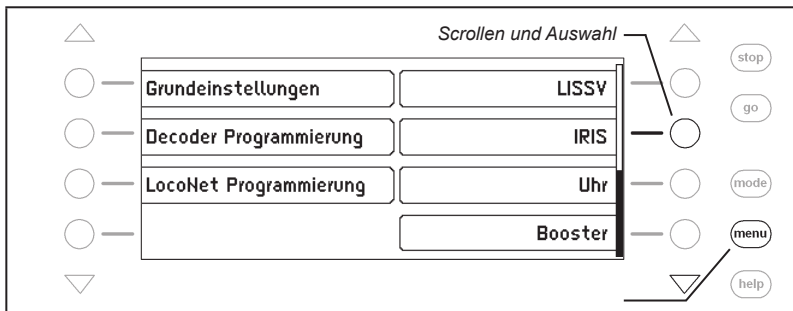 Scrollen und Auswahl
stop
Grundeinstellungen
LISSY
go
Decoder Programmierung
IRIS
LocoNet Programmierung
Uhr
mode
Booster
menu
help